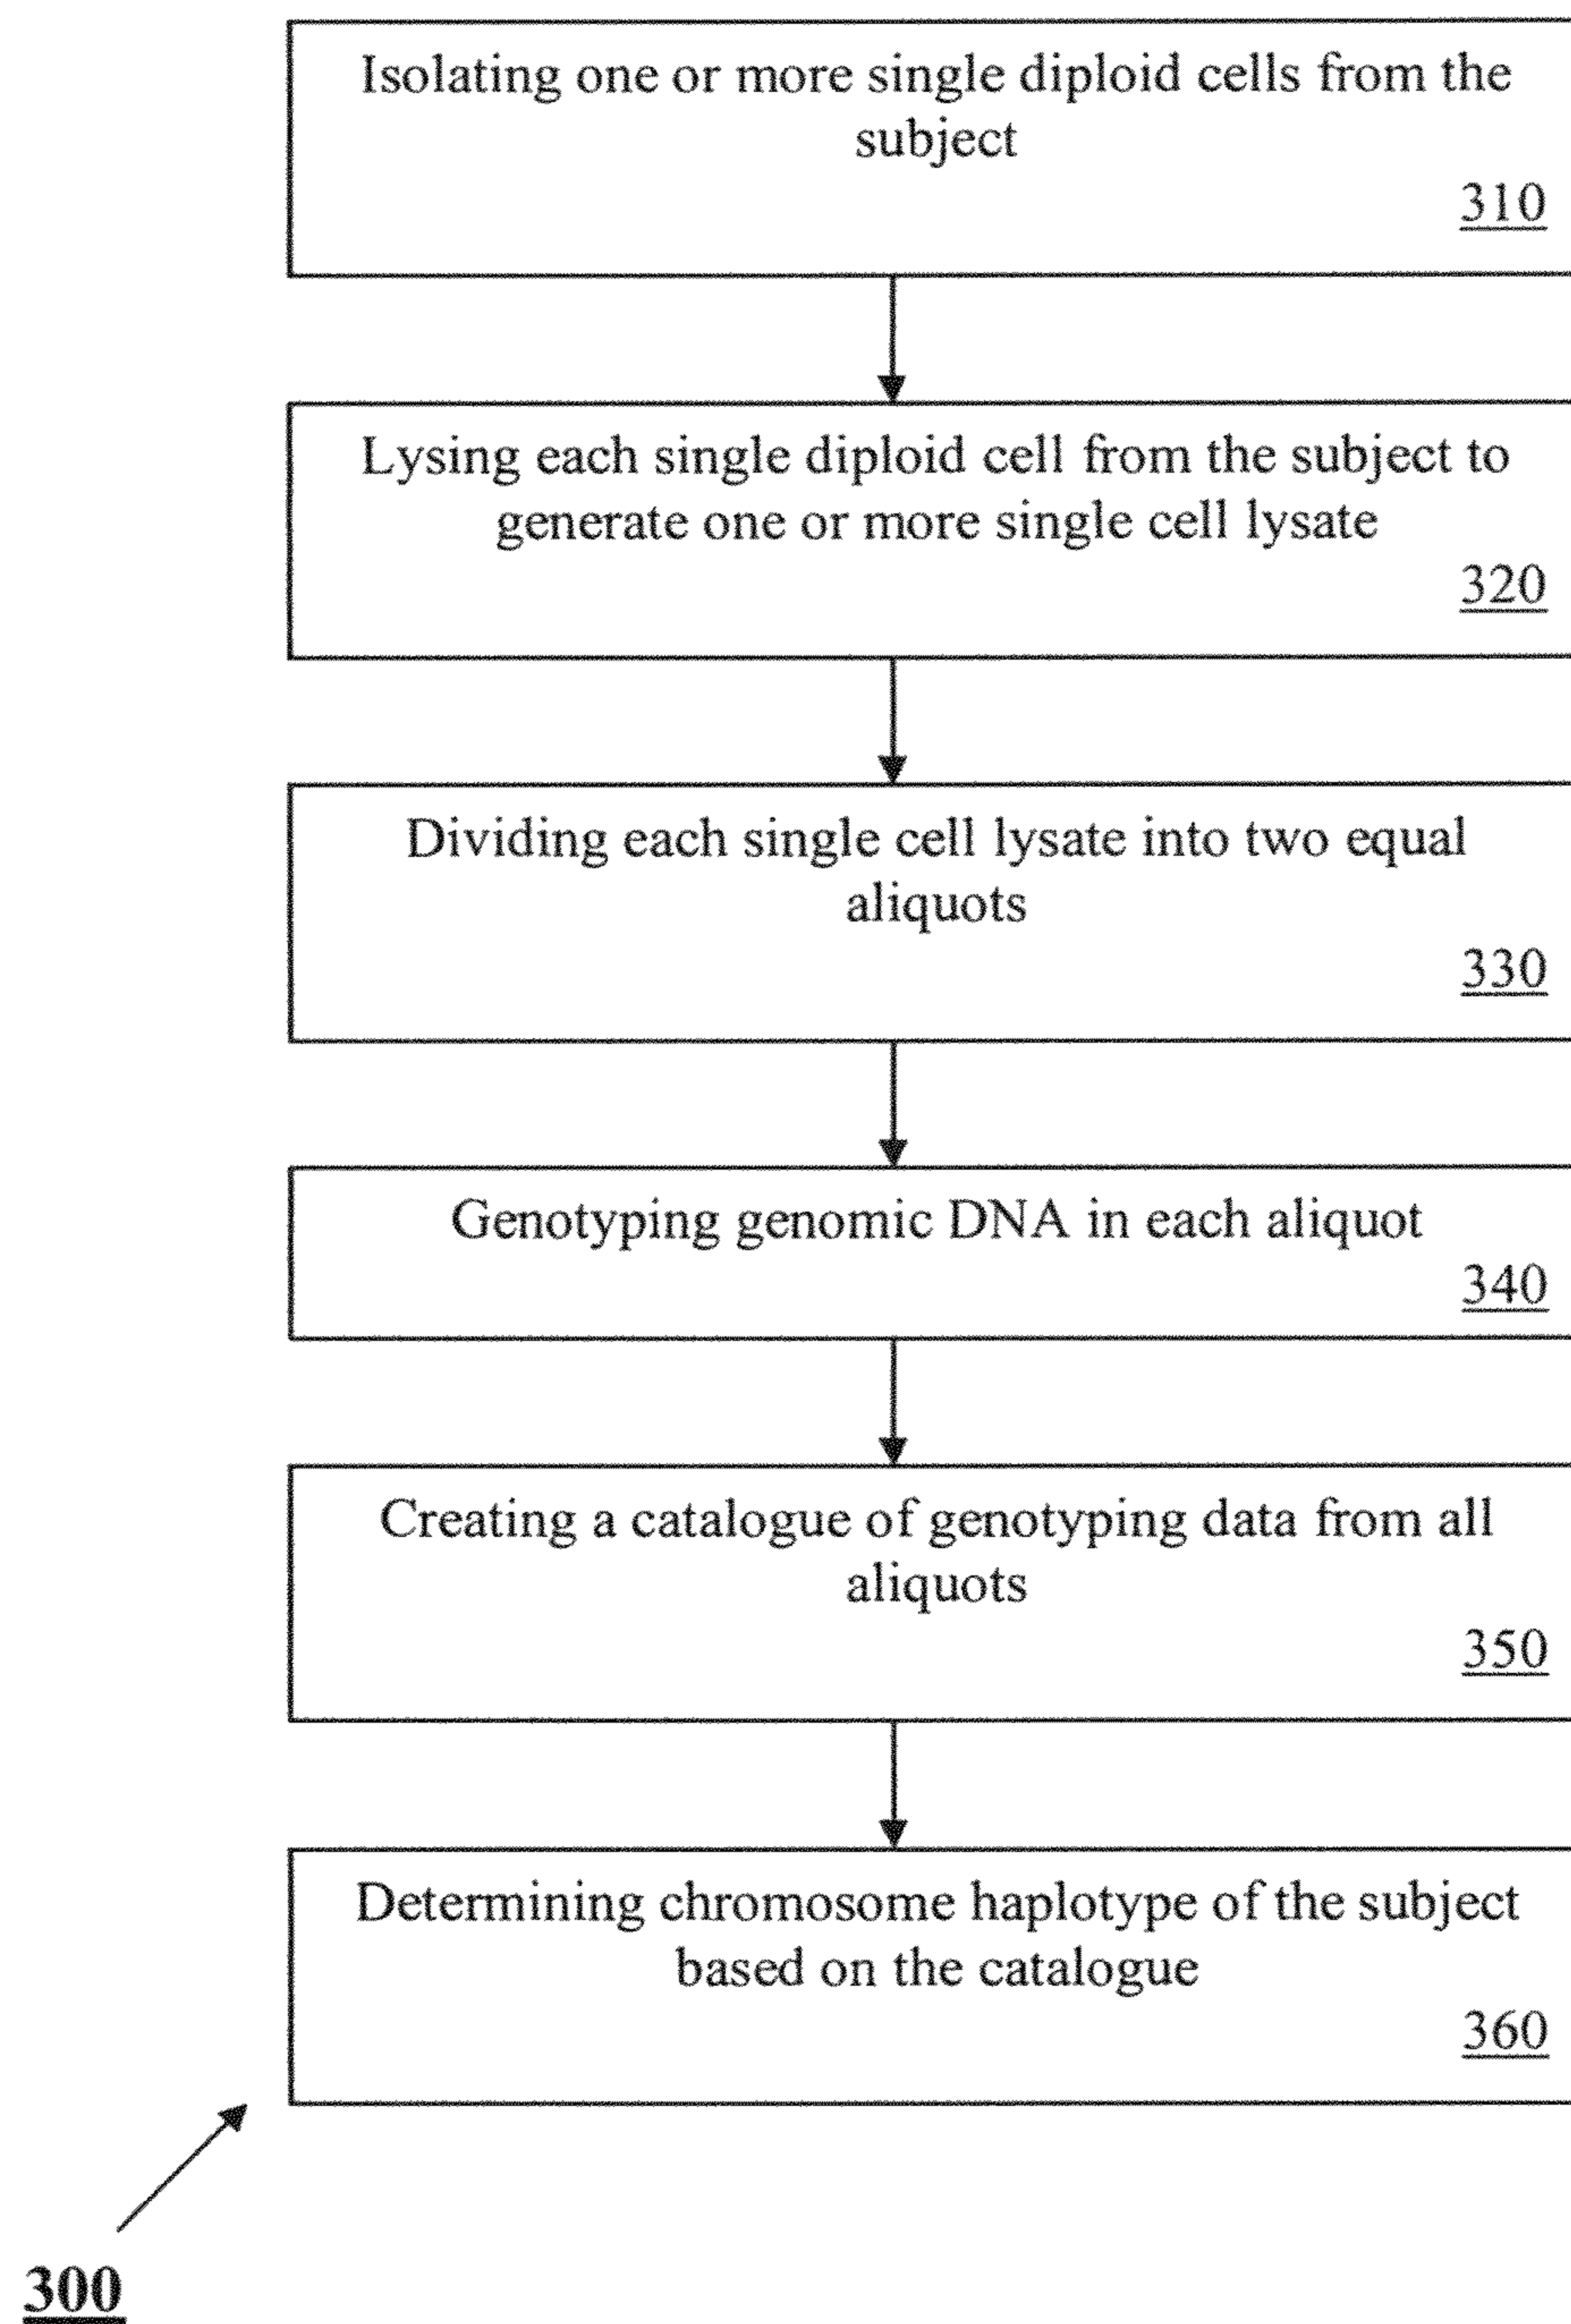 Isolating one or more single diploid cells from the
subject
310
Lysing each single diploid cell from the subject to
generate one or more single cell lysate
320
Dividing each single cell lysate into two equal
aliquots
330
Genotyping genomic DNA in each aliquot
340
Creating a catalogue of genotyping data from all
aliquots
350
Determining chromosome haplotype of the subject
based on the catalogue
360
300